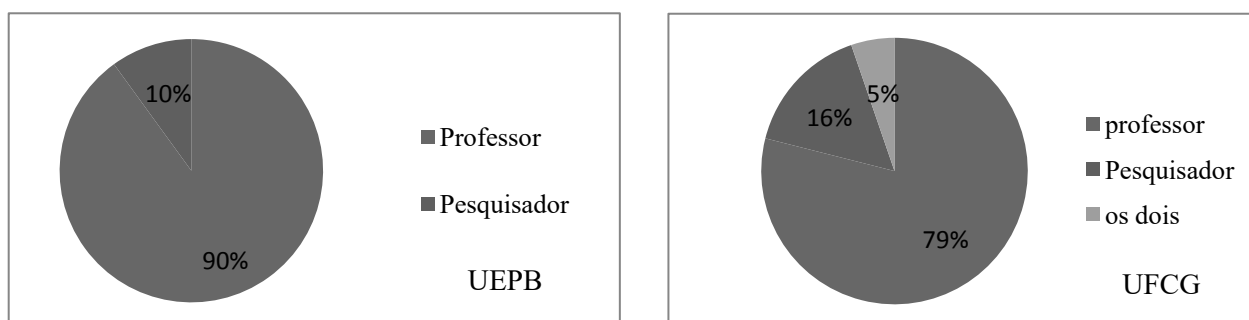 10%
90%
Professor
Pesquisador
UEPB
5%
16%
79%
professor
Pesquisador
os dois
UFCG